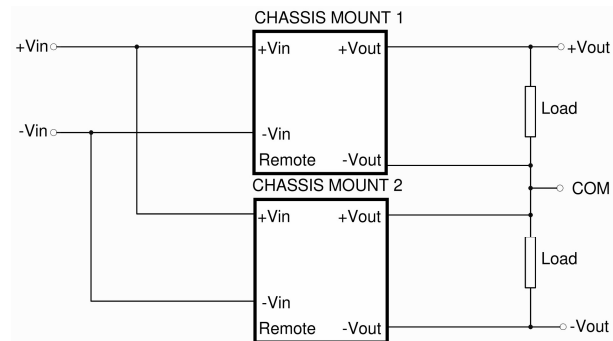 CHASSIS MOUNT 1
+Vin
+Vin
+Vout
+Vout
Load
-Vin
-Vin
Remote
-Vout
CHASSIS MOUNT 2
COM
+Vin
+Vout
Load
-Vin
Remote
-Vout
-Vout